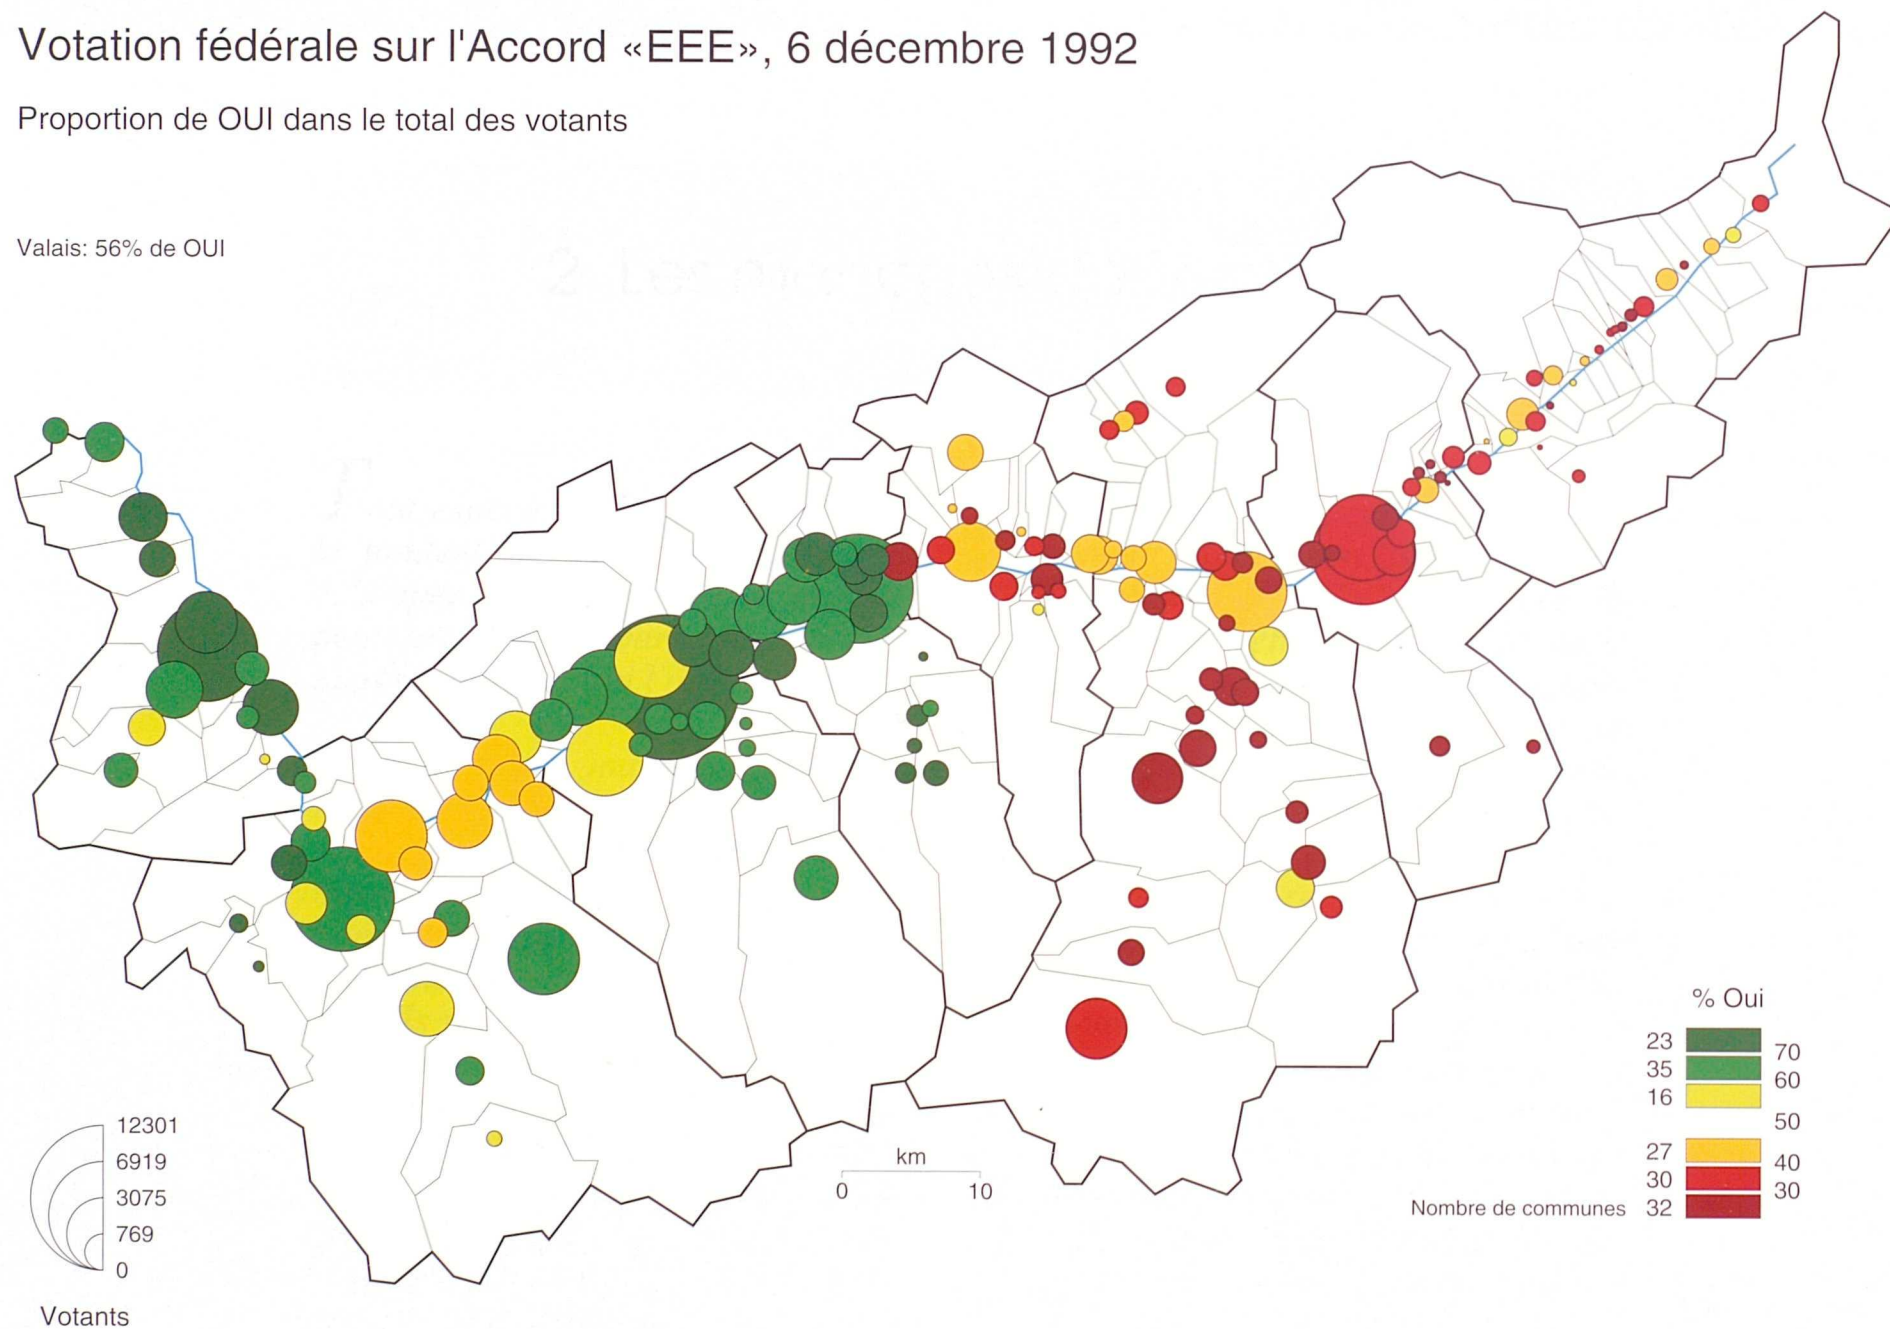 Votation fédérale sur l'Accord «EEE», 6 décembre 1992
Proportion de OUI dans le total des votants
Valais: 56% de OUI
% Oui
23
70
35
60
16
50
27
40
30
30
Nombre de communes 32
12301
6919
3075
769
0
Votants
km
0 10